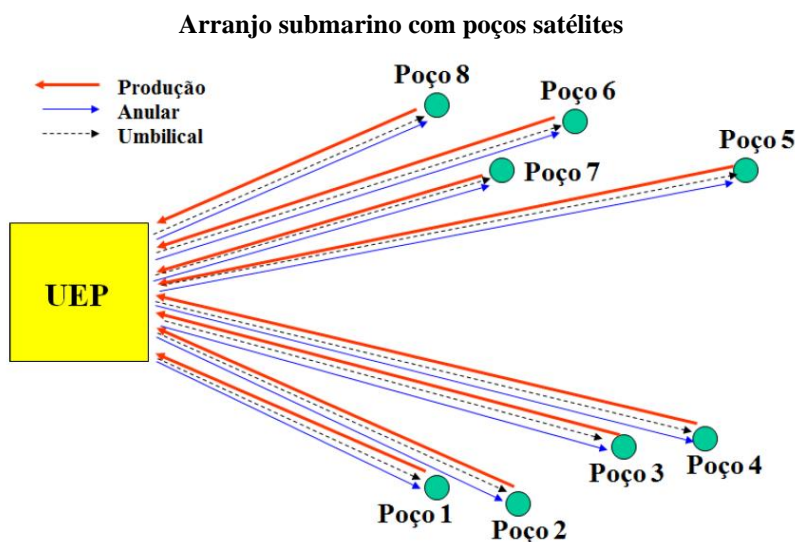 Arranjo submarino com poços satélites
Produção
Anular
Umbilical
Poço 8
Poço 6
Poço 5
Poço 7
UEP
Poço 3
Poço 4
Poço 1
Poço 2